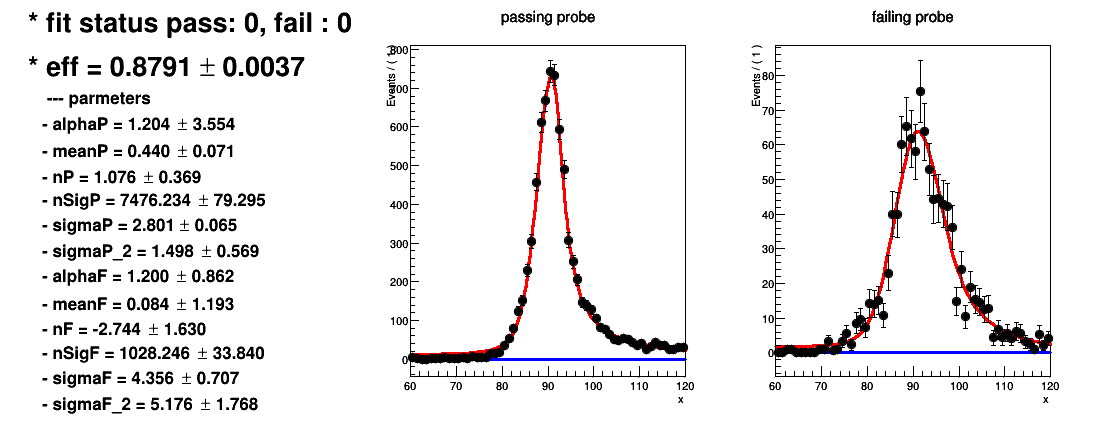 * fit status pass: 0, fail : 0
* eff = 0.8791 ± 0.0037
--- parmeters
- alphaP = 1.204 ± 3.554
- meanP = 0.440 ± 0.071
- nP = 1.076 ± 0.369
- nSigP = 7476.234 ± 79.295
- sigmaP = 2.801 ± 0.065
- sigmaP_2 = 1.498 ± 0.569
- alphaF = 1.200 ± 0.862
- meanF = 0.084 ± 1.193
- nF = -2.744 ± 1.630
- nSigF = 1028.246 ± 33.840
- sigmaF = 4.356 ± 0.707
- sigmaF_2 = 5.176 ± 1.768
passing probe
Events / ( 1 )
800
700
600
500
400
300
200
100
0
60 70 80 90 100 110 120
x
failing probe
Events / ( 1 )
80
70
60
50
40
30
20
10
0
60 70 80 90 100 110 120
x